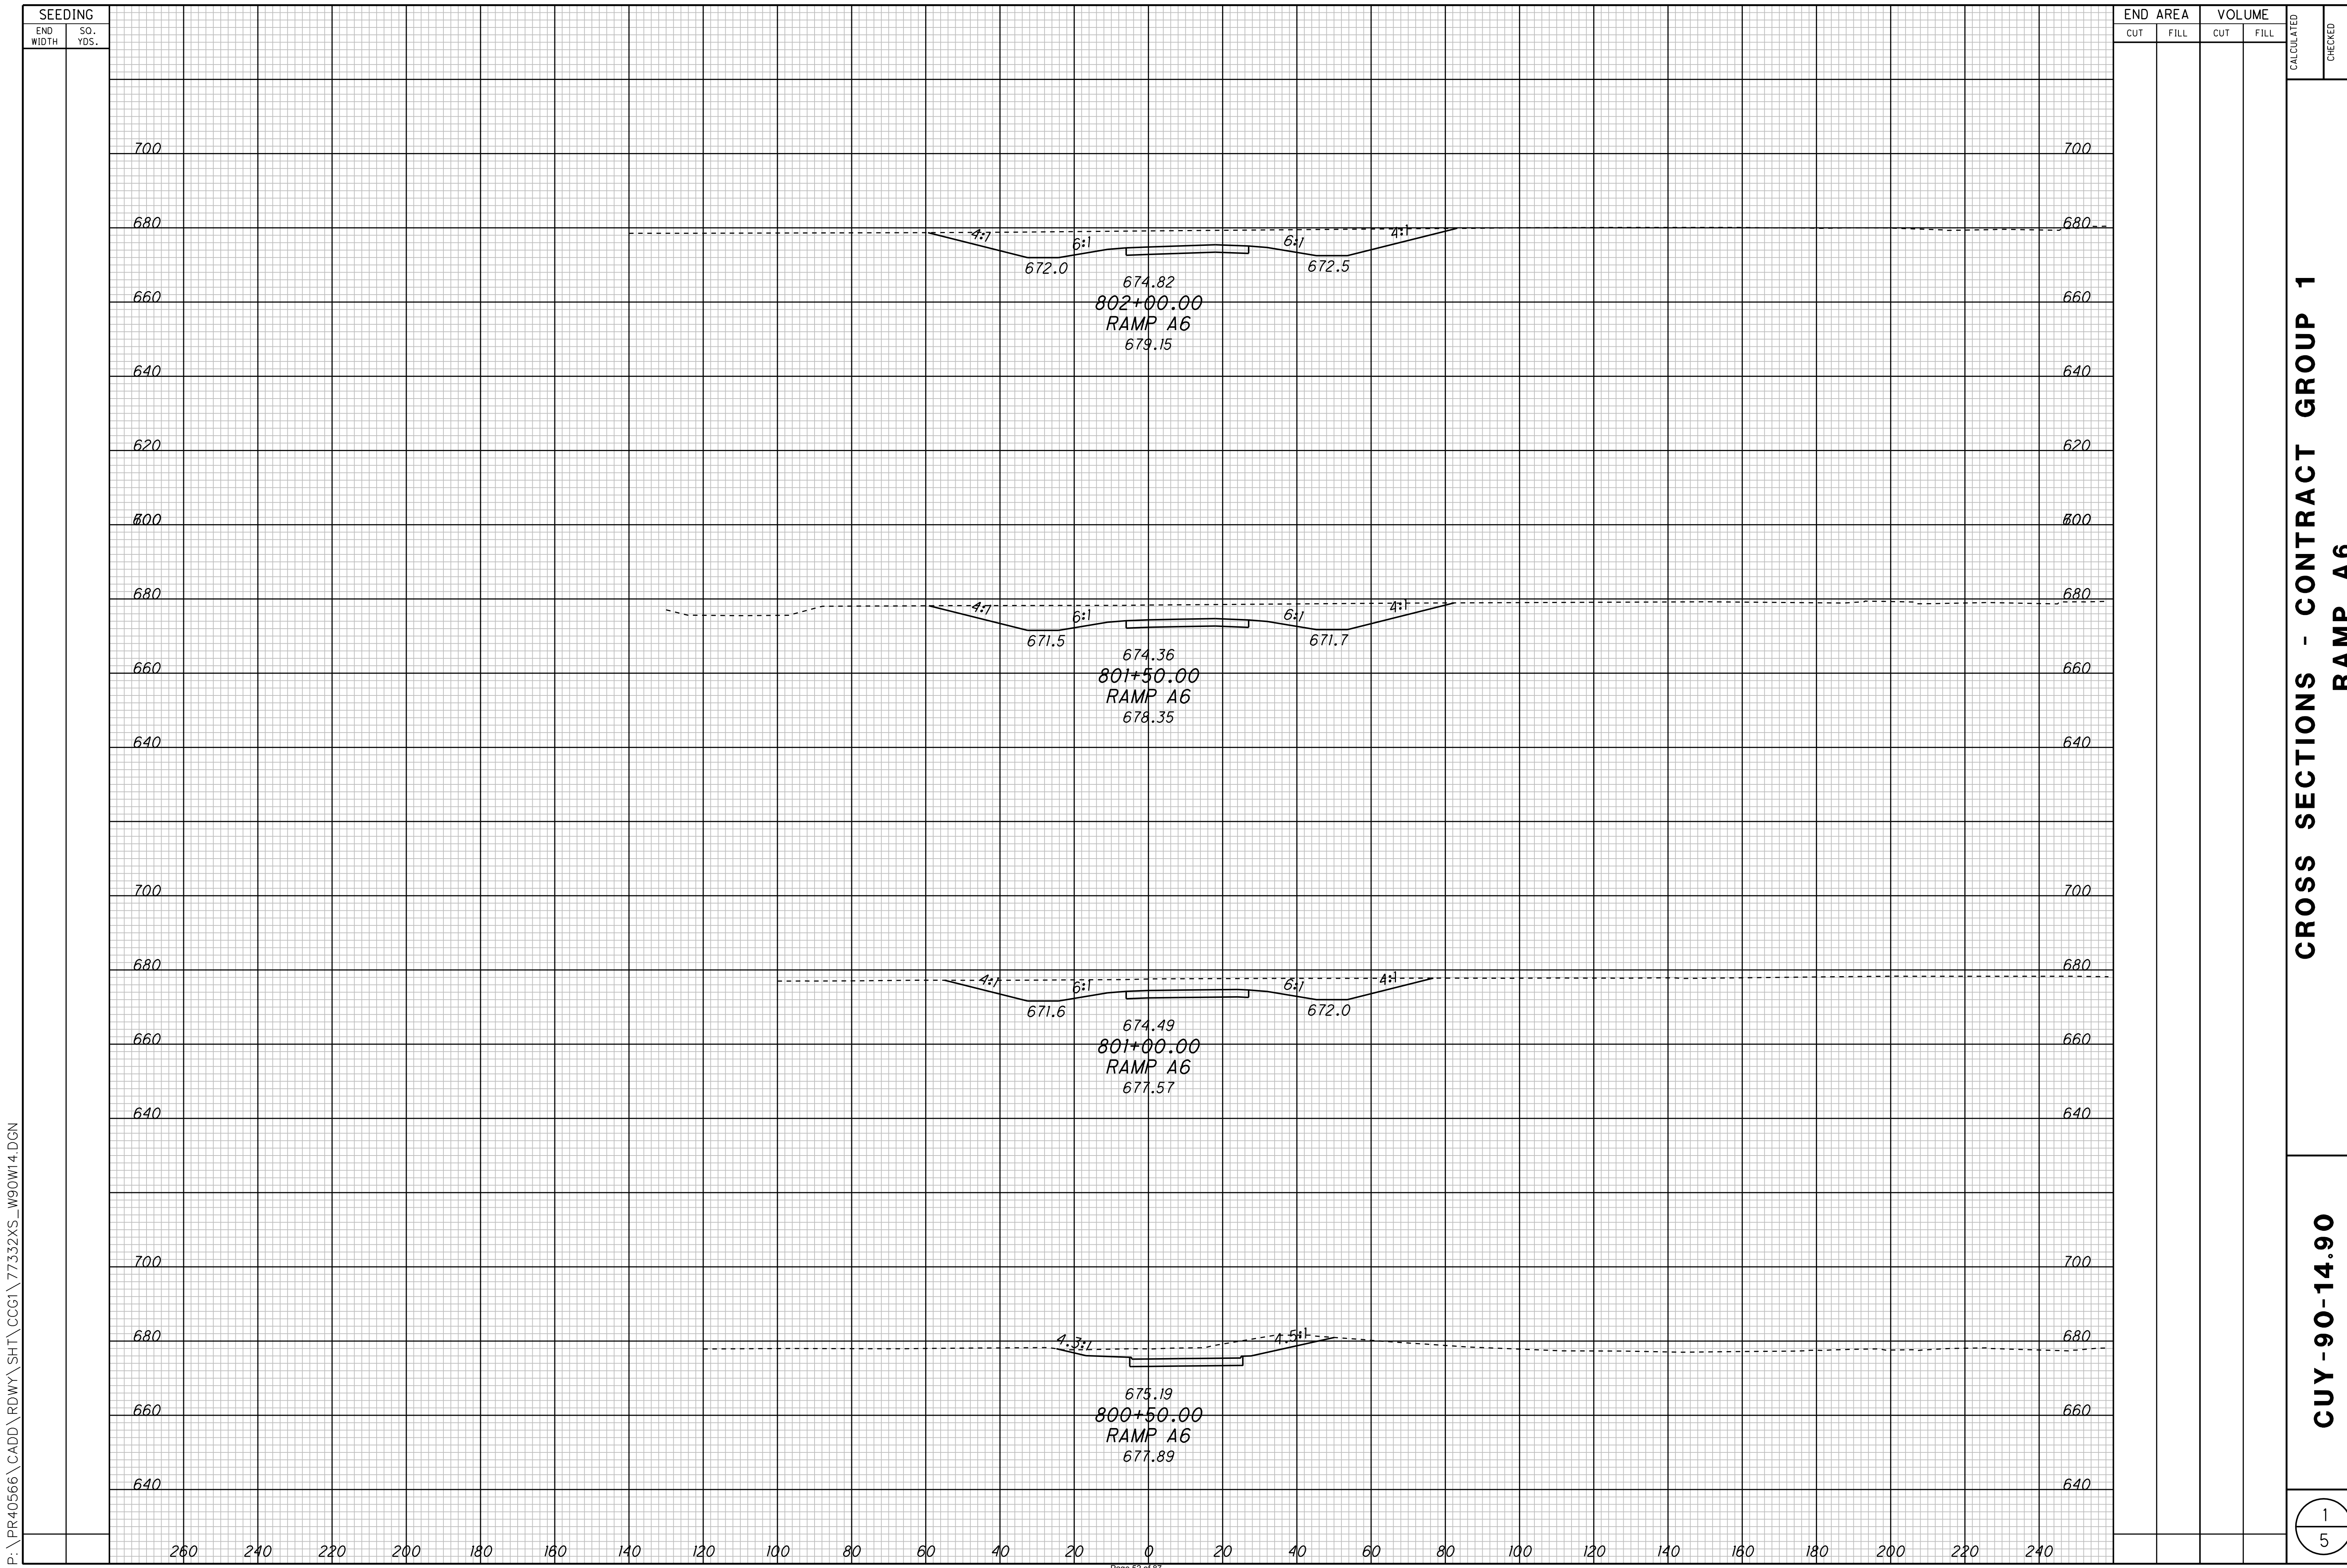 SEEDING
END WIDTH SQ. YDS.
END AREA VOLUME
CUT FILL CUT FILL
CALCULATED
CHECKED
700 700
680 4:1 6:1 6:1 4:1 680
672.0 672.5
674.82
660 802+00.00 660
RAMP A6
679.15
640 640
620 620
600 600
680 4:1 6:1 6:1 4:1 680
671.5 671.7
674.36
660 801+50.00 660
RAMP A6
678.35
640 640
700 700
680 4:1 6:1 6:1 4:1 680
671.6 672.0
674.49
660 801+00.00 660
RAMP A6
677.57
640 640
700 700
680 4.3:1 4.5:1 680
675.19
660 800+50.00 660
RAMP A6
677.89
640 640
260 240 220 200 180 160 140 120 100 80 60 40 20 0 20 40 60 80 100 120 140 160 180 200 220 240
P:\PR40566\CADD\RDWY\SHT\CCG1\77332XS_W90W14.DGN
CROSS SECTIONS - CONTRACT GROUP 1
RAMP A6
CUY-90-14.90
1
5